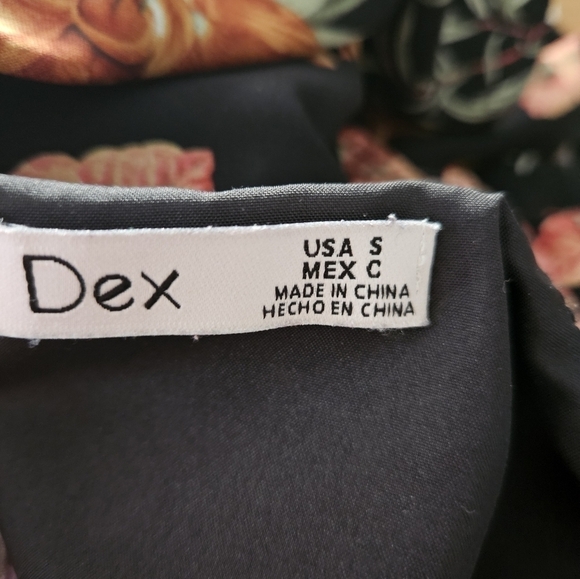 Dex
USA S
MEX C
MADE IN CHINA
HECHO EN CHINA